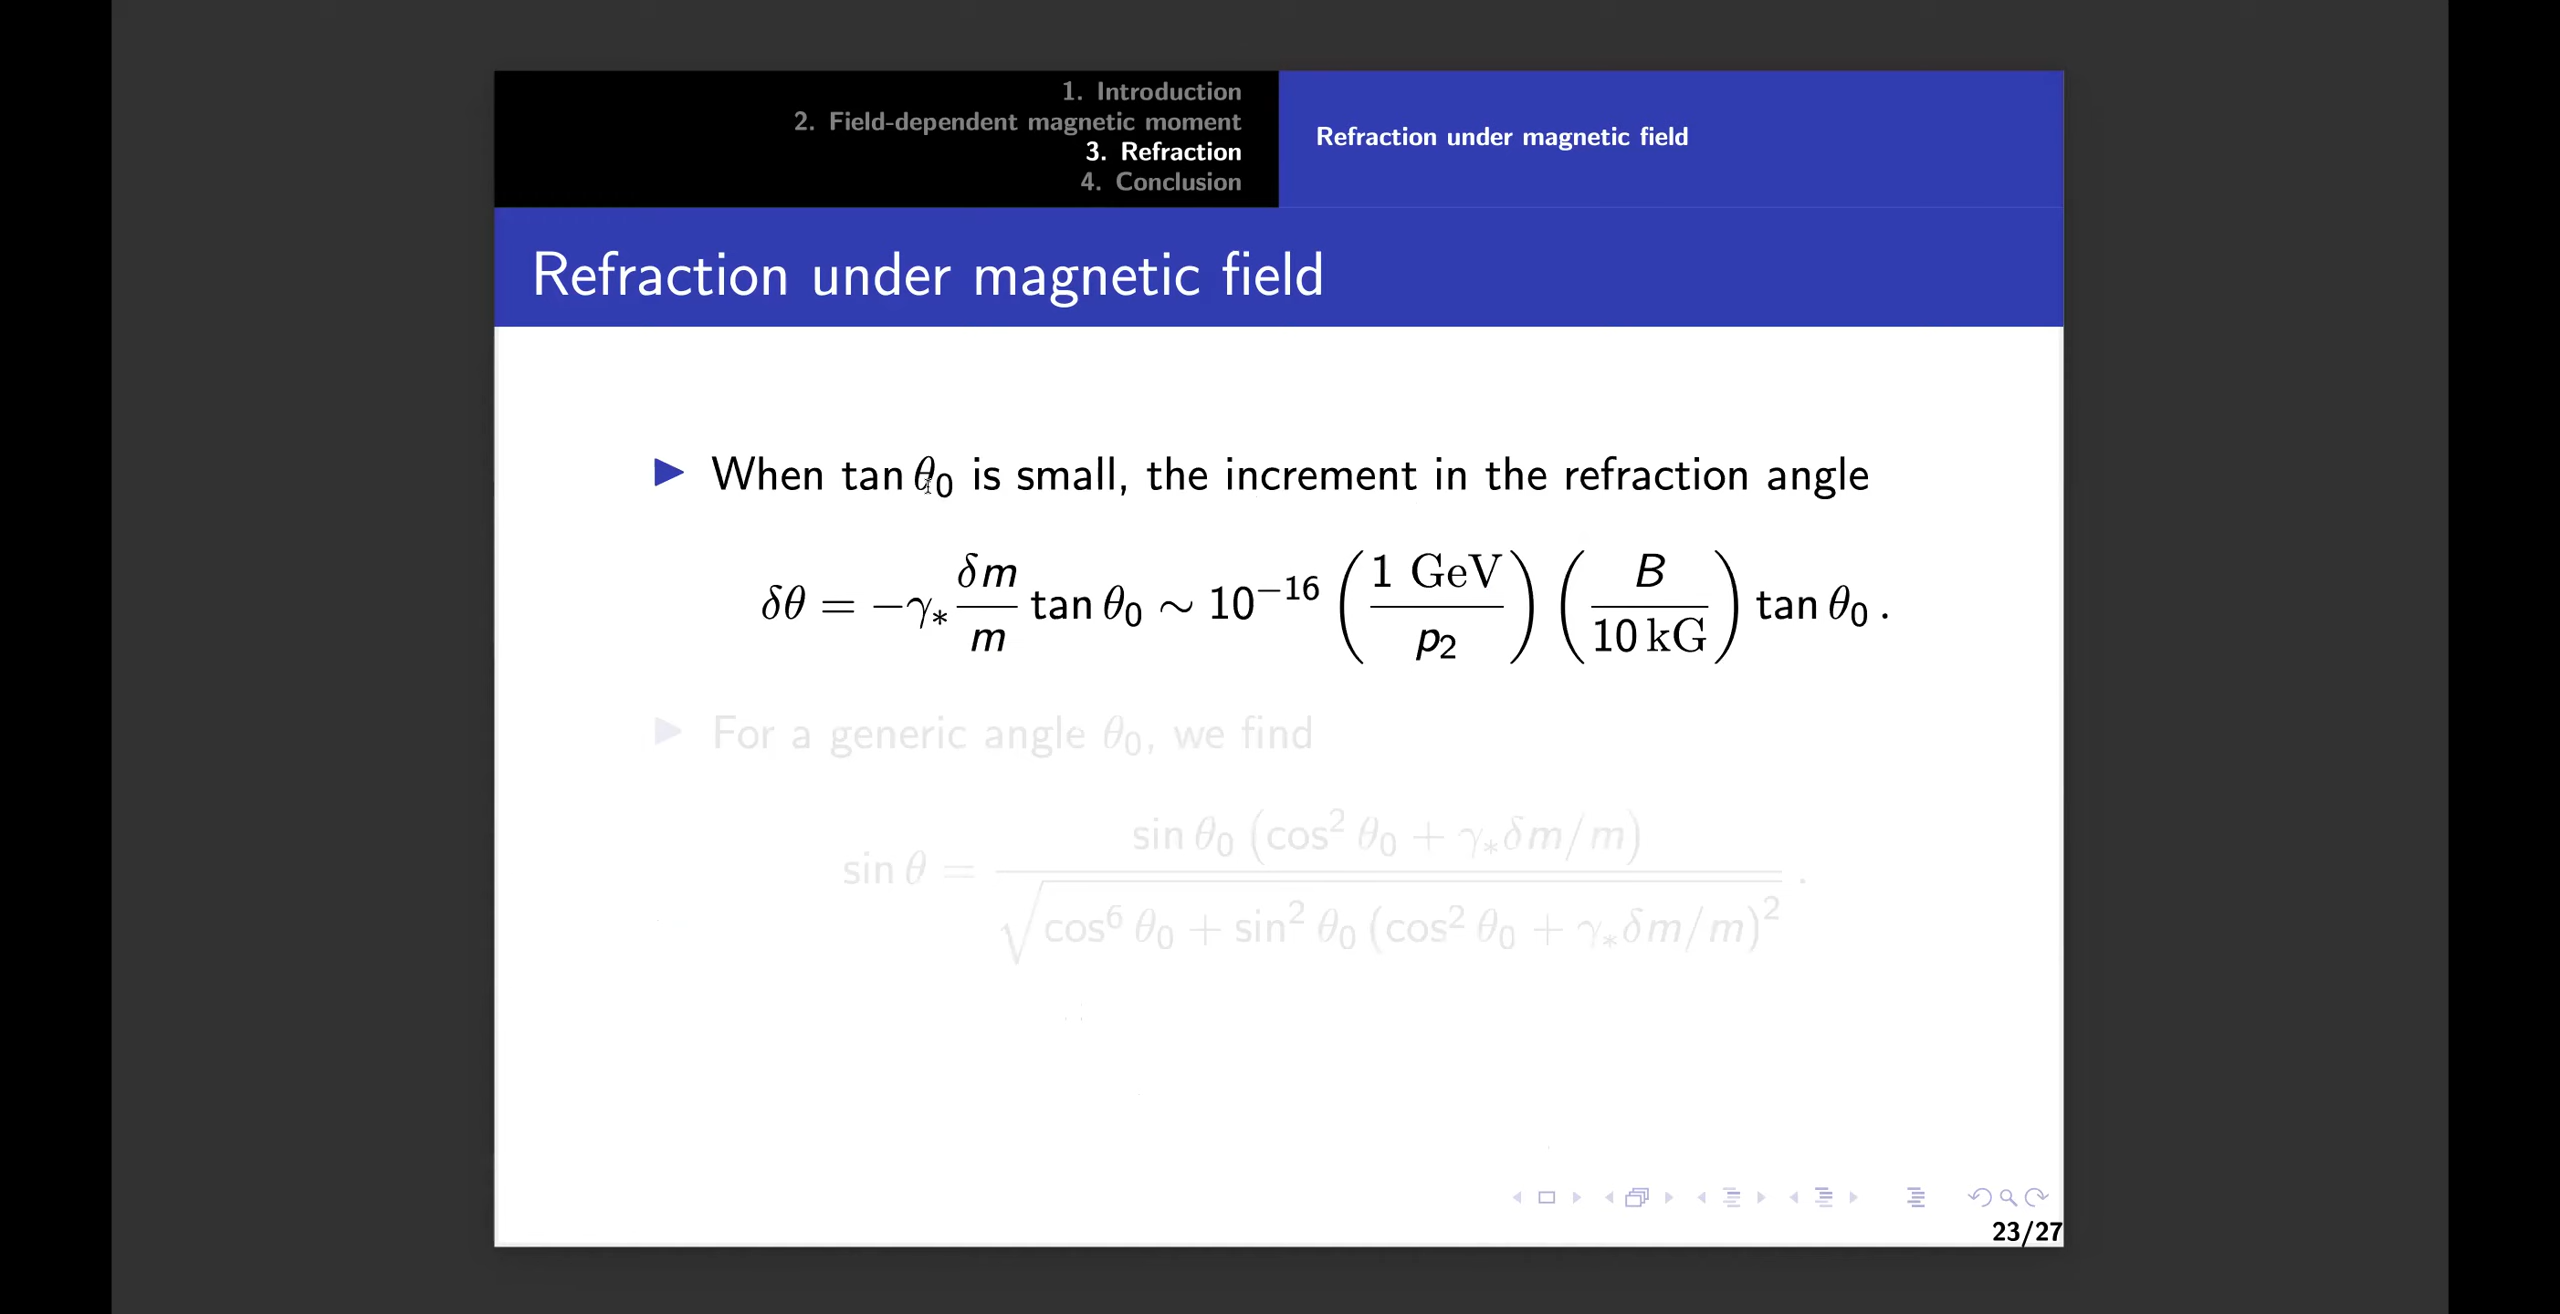 1. Introduction
2. Field-dependent magnetic moment
3. Refraction
4. Conclusion
Refraction under magnetic field
Refraction under magnetic field
▶ When tan θ₀ is small, the increment in the refraction angle
δθ = −γ∗ δm/m tan θ₀ ∼ 10⁻¹⁶ (1 GeV/p₂) (B/10 kG) tan θ₀ .
▶ For a generic angle θ₀, we find
sin θ = sin θ₀ (cos² θ₀ + γ∗δm/m) / √(cos⁶ θ₀ + sin² θ₀ (cos² θ₀ + γ∗δm/m)²) .
23/27